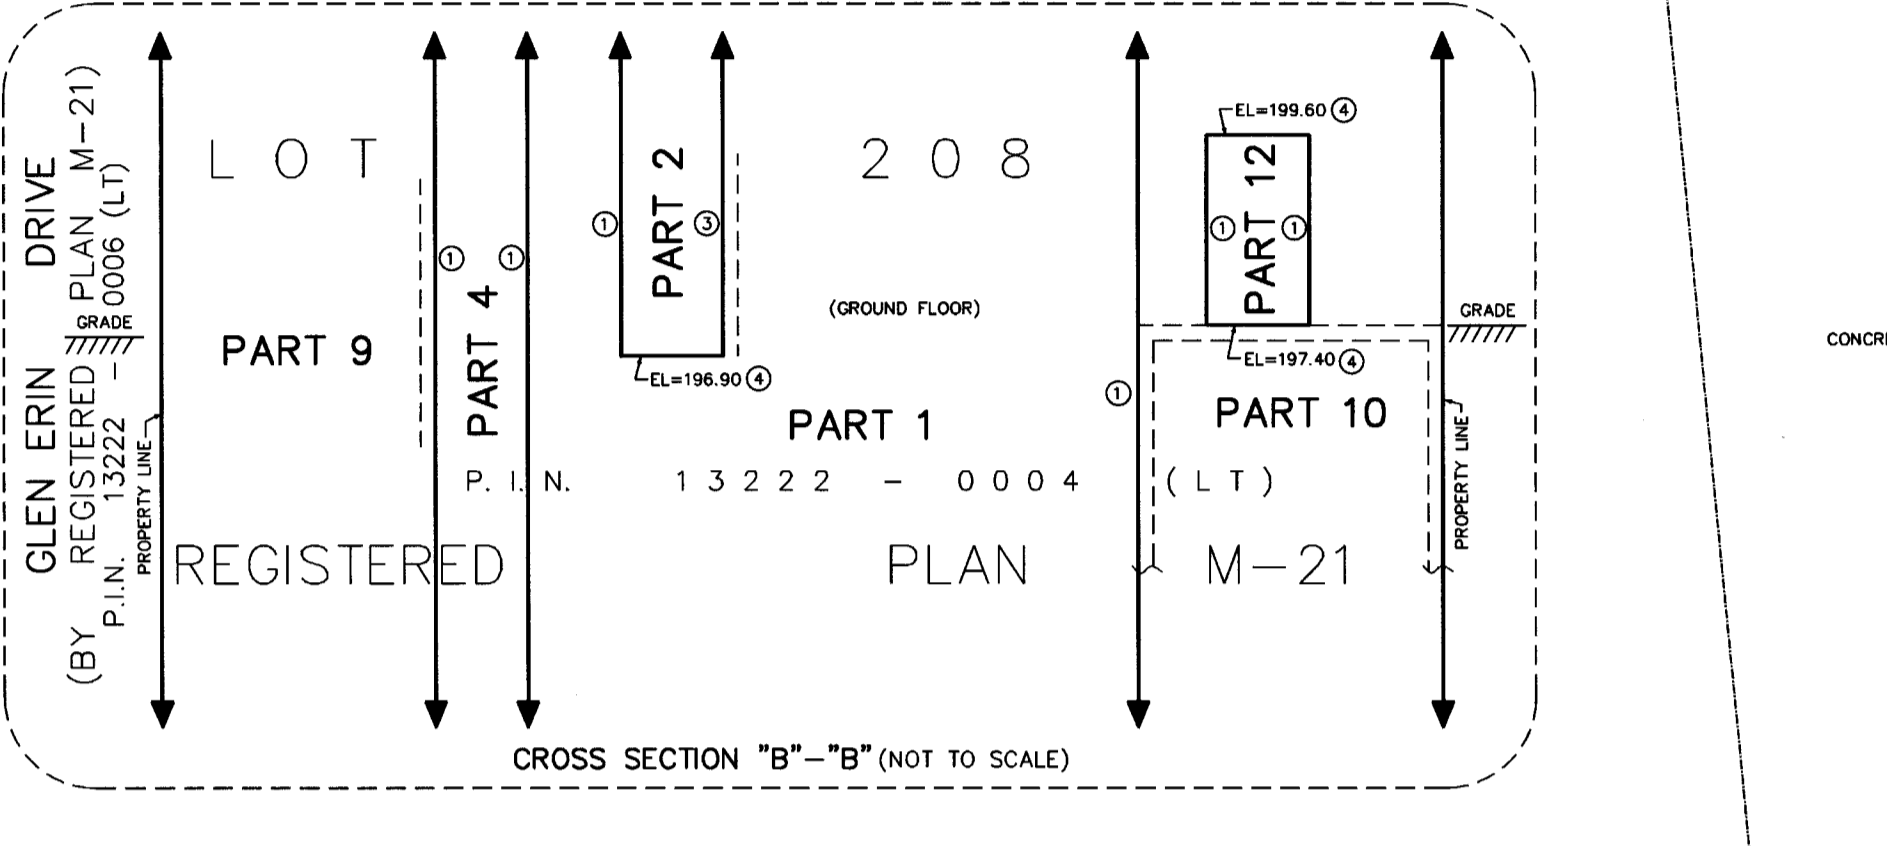 GLEN ERIN DRIVE
(BY REGISTERED PLAN M-21)
P.I.N. 13222 - 0006 (LT)
GRADE
PROPERTY LINE
LOT 208
REGISTERED PLAN M-21
P. I. N. 13222 - 0004 (LT)
PART 9
1
PART 4
1
1
PART 2
3
EL=196.90 4
(GROUND FLOOR)
PART 1
1
EL=199.60 4
1
PART 12
1
EL=197.40 4
PART 10
GRADE
PROPERTY LINE
CROSS SECTION "B"-"B" (NOT TO SCALE)